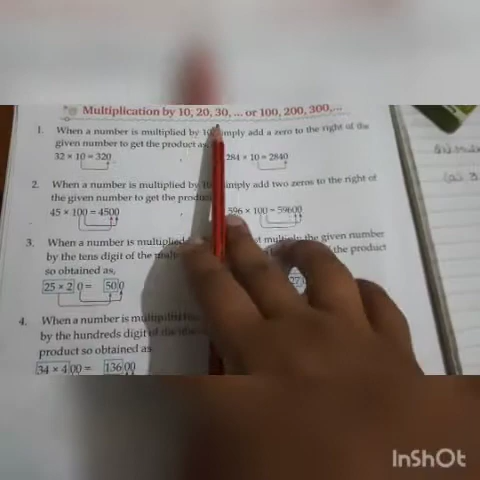 Multiplication by 10, 20, 30, ... or 100, 200, 300,...
1. When a number is multiplied by 10, simply add a zero to the right of the
given number to get the product as,
32 × 10 = 320 284 × 10 = 2840
2. When a number is multiplied by simply add two zeros to the right of
the given number to get the product
45 × 100 = 4500 596 × 100 = 59600
3. When a number is multiplied multiply the given number
by the tens digit of the the product
so obtained as,
25 × 2 0 = 50 0
4. When a number is multiplied
by the hundreds digit of the
product so obtained as
34 × 4 00 = 136 00
InShOt